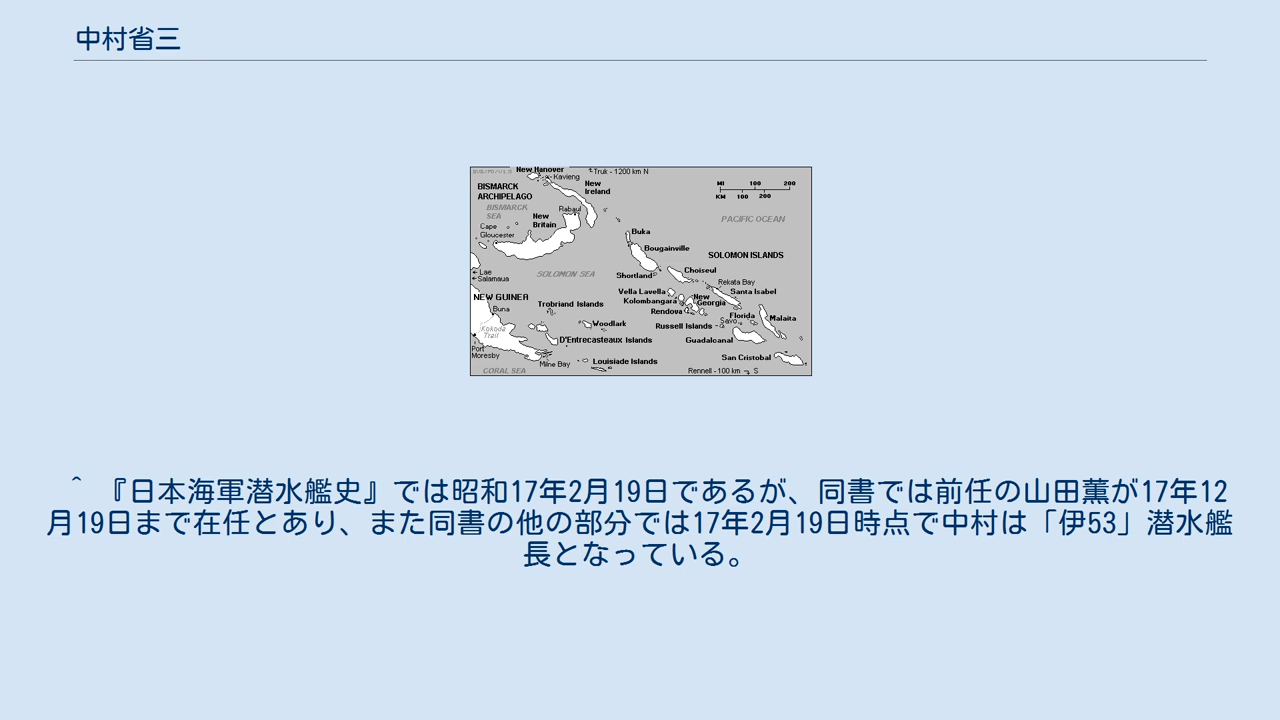 中村省三
New Hanover
Truk - 1200 km N
Kavieng
BISMARCK
ARCHIPELAGO
New
Ireland
MI 100 200
KM 100 200
BISMARCK
SEA
Rabaul
New
Britain
PACIFIC OCEAN
Cape
Gloucester
Buka
Bougainville
SOLOMON ISLANDS
Lae
Salamaua
SOLOMON SEA
Shortland
Choiseul
Rekata Bay
Vella Lavella
Santa Isabel
NEW GUINEA
Kolombangara
New
Georgia
Buna
Trobriand Islands
Rendova
Florida
Malaita
Savo
Kokoda
Trail
Woodlark
Russell Islands
D'Entrecasteaux Islands
Guadalcanal
Port
Moresby
Milne Bay
Louisiade Islands
San Cristobal
CORAL SEA
Rennell - 100 km S
^ 『日本海軍潜水艦史』では昭和17年2月19日であるが、同書では前任の山田薫が17年12
月19日まで在任とあり、また同書の他の部分では17年2月19日時点で中村は「伊53」潜水艦
長となっている。